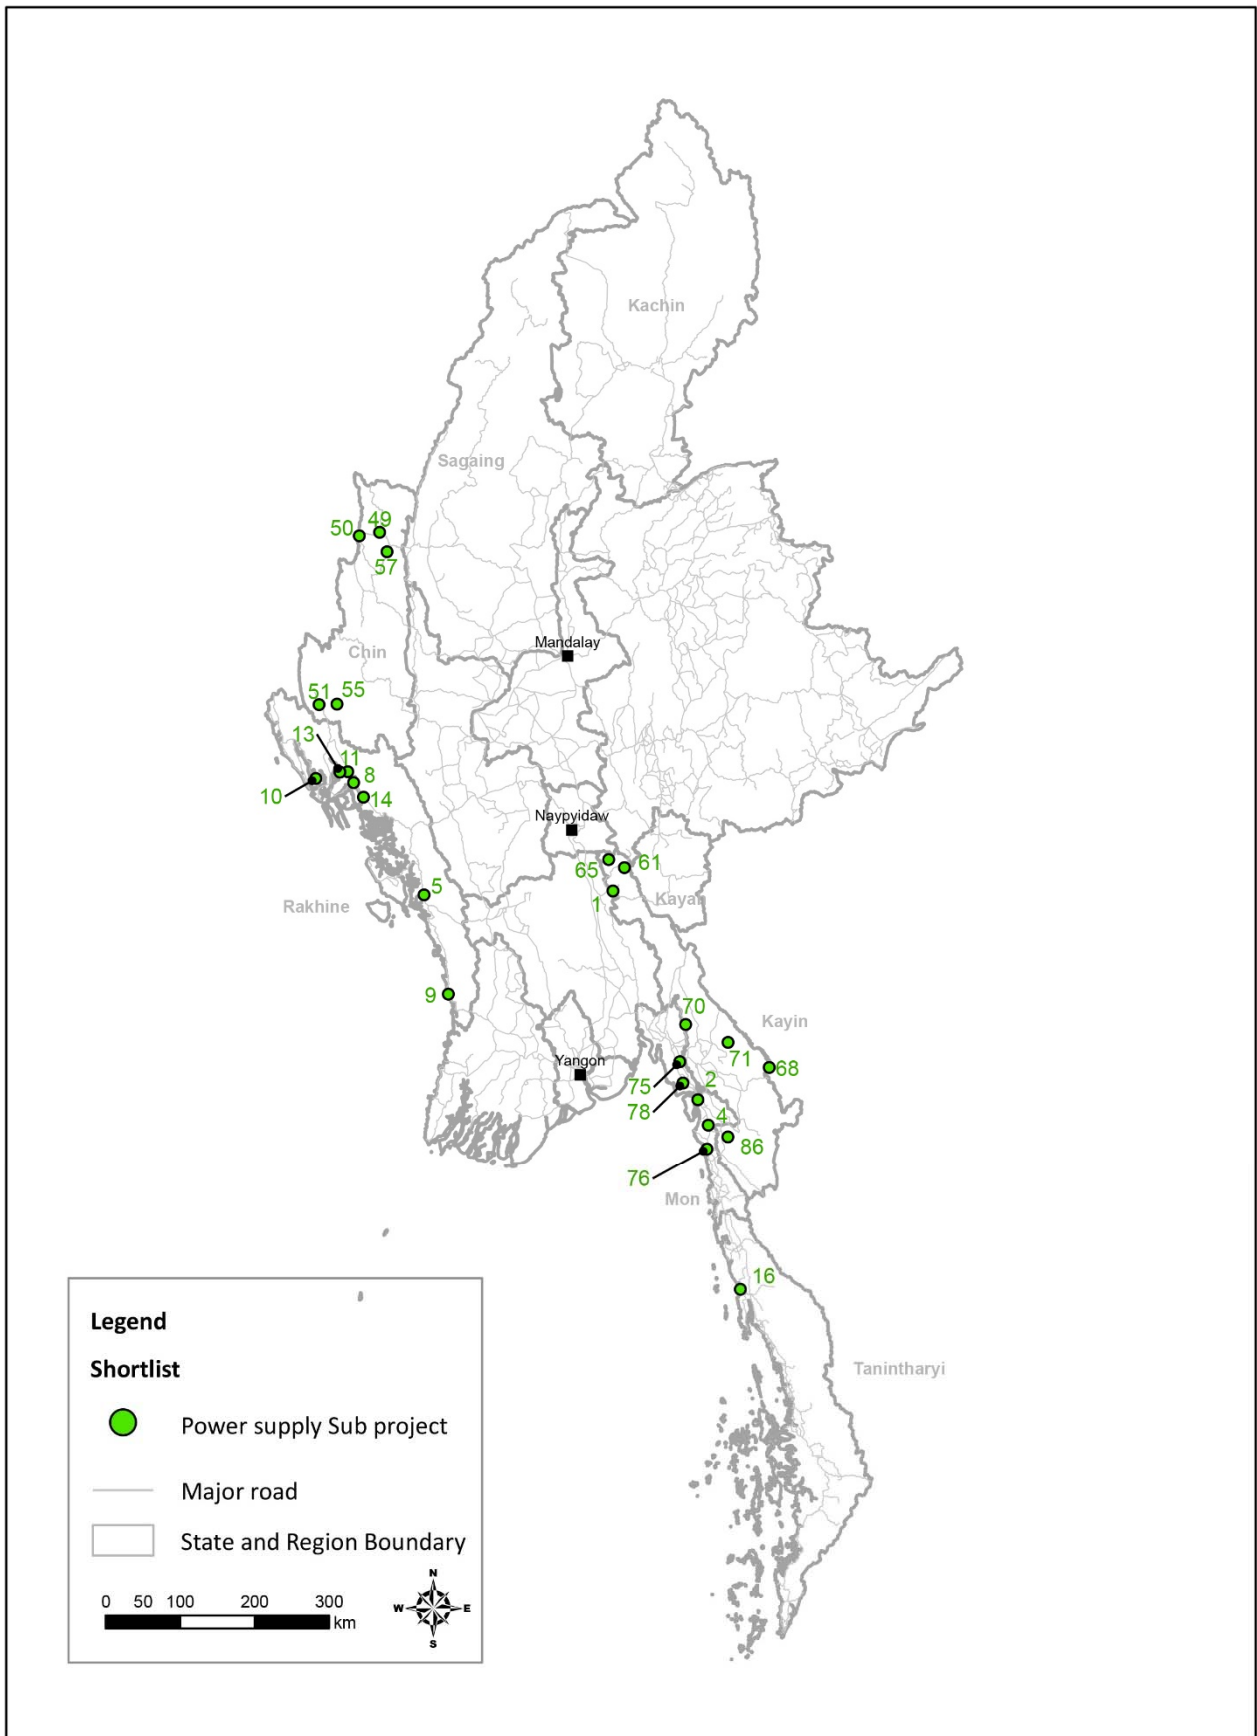 Kachin
Sagaing
50
49
57
Mandalay
Chin
51
55
13
11
8
10
14
Naypyidaw
65
61
5
1
Kayah
Rakhine
9
70
Kayin
71
68
Yangon
75
2
78
4
86
76
Mon
16
Tanintharyi
Legend
Shortlist
Power supply Sub project
Major road
State and Region Boundary
0 50 100 200 300
km
N
W E
S